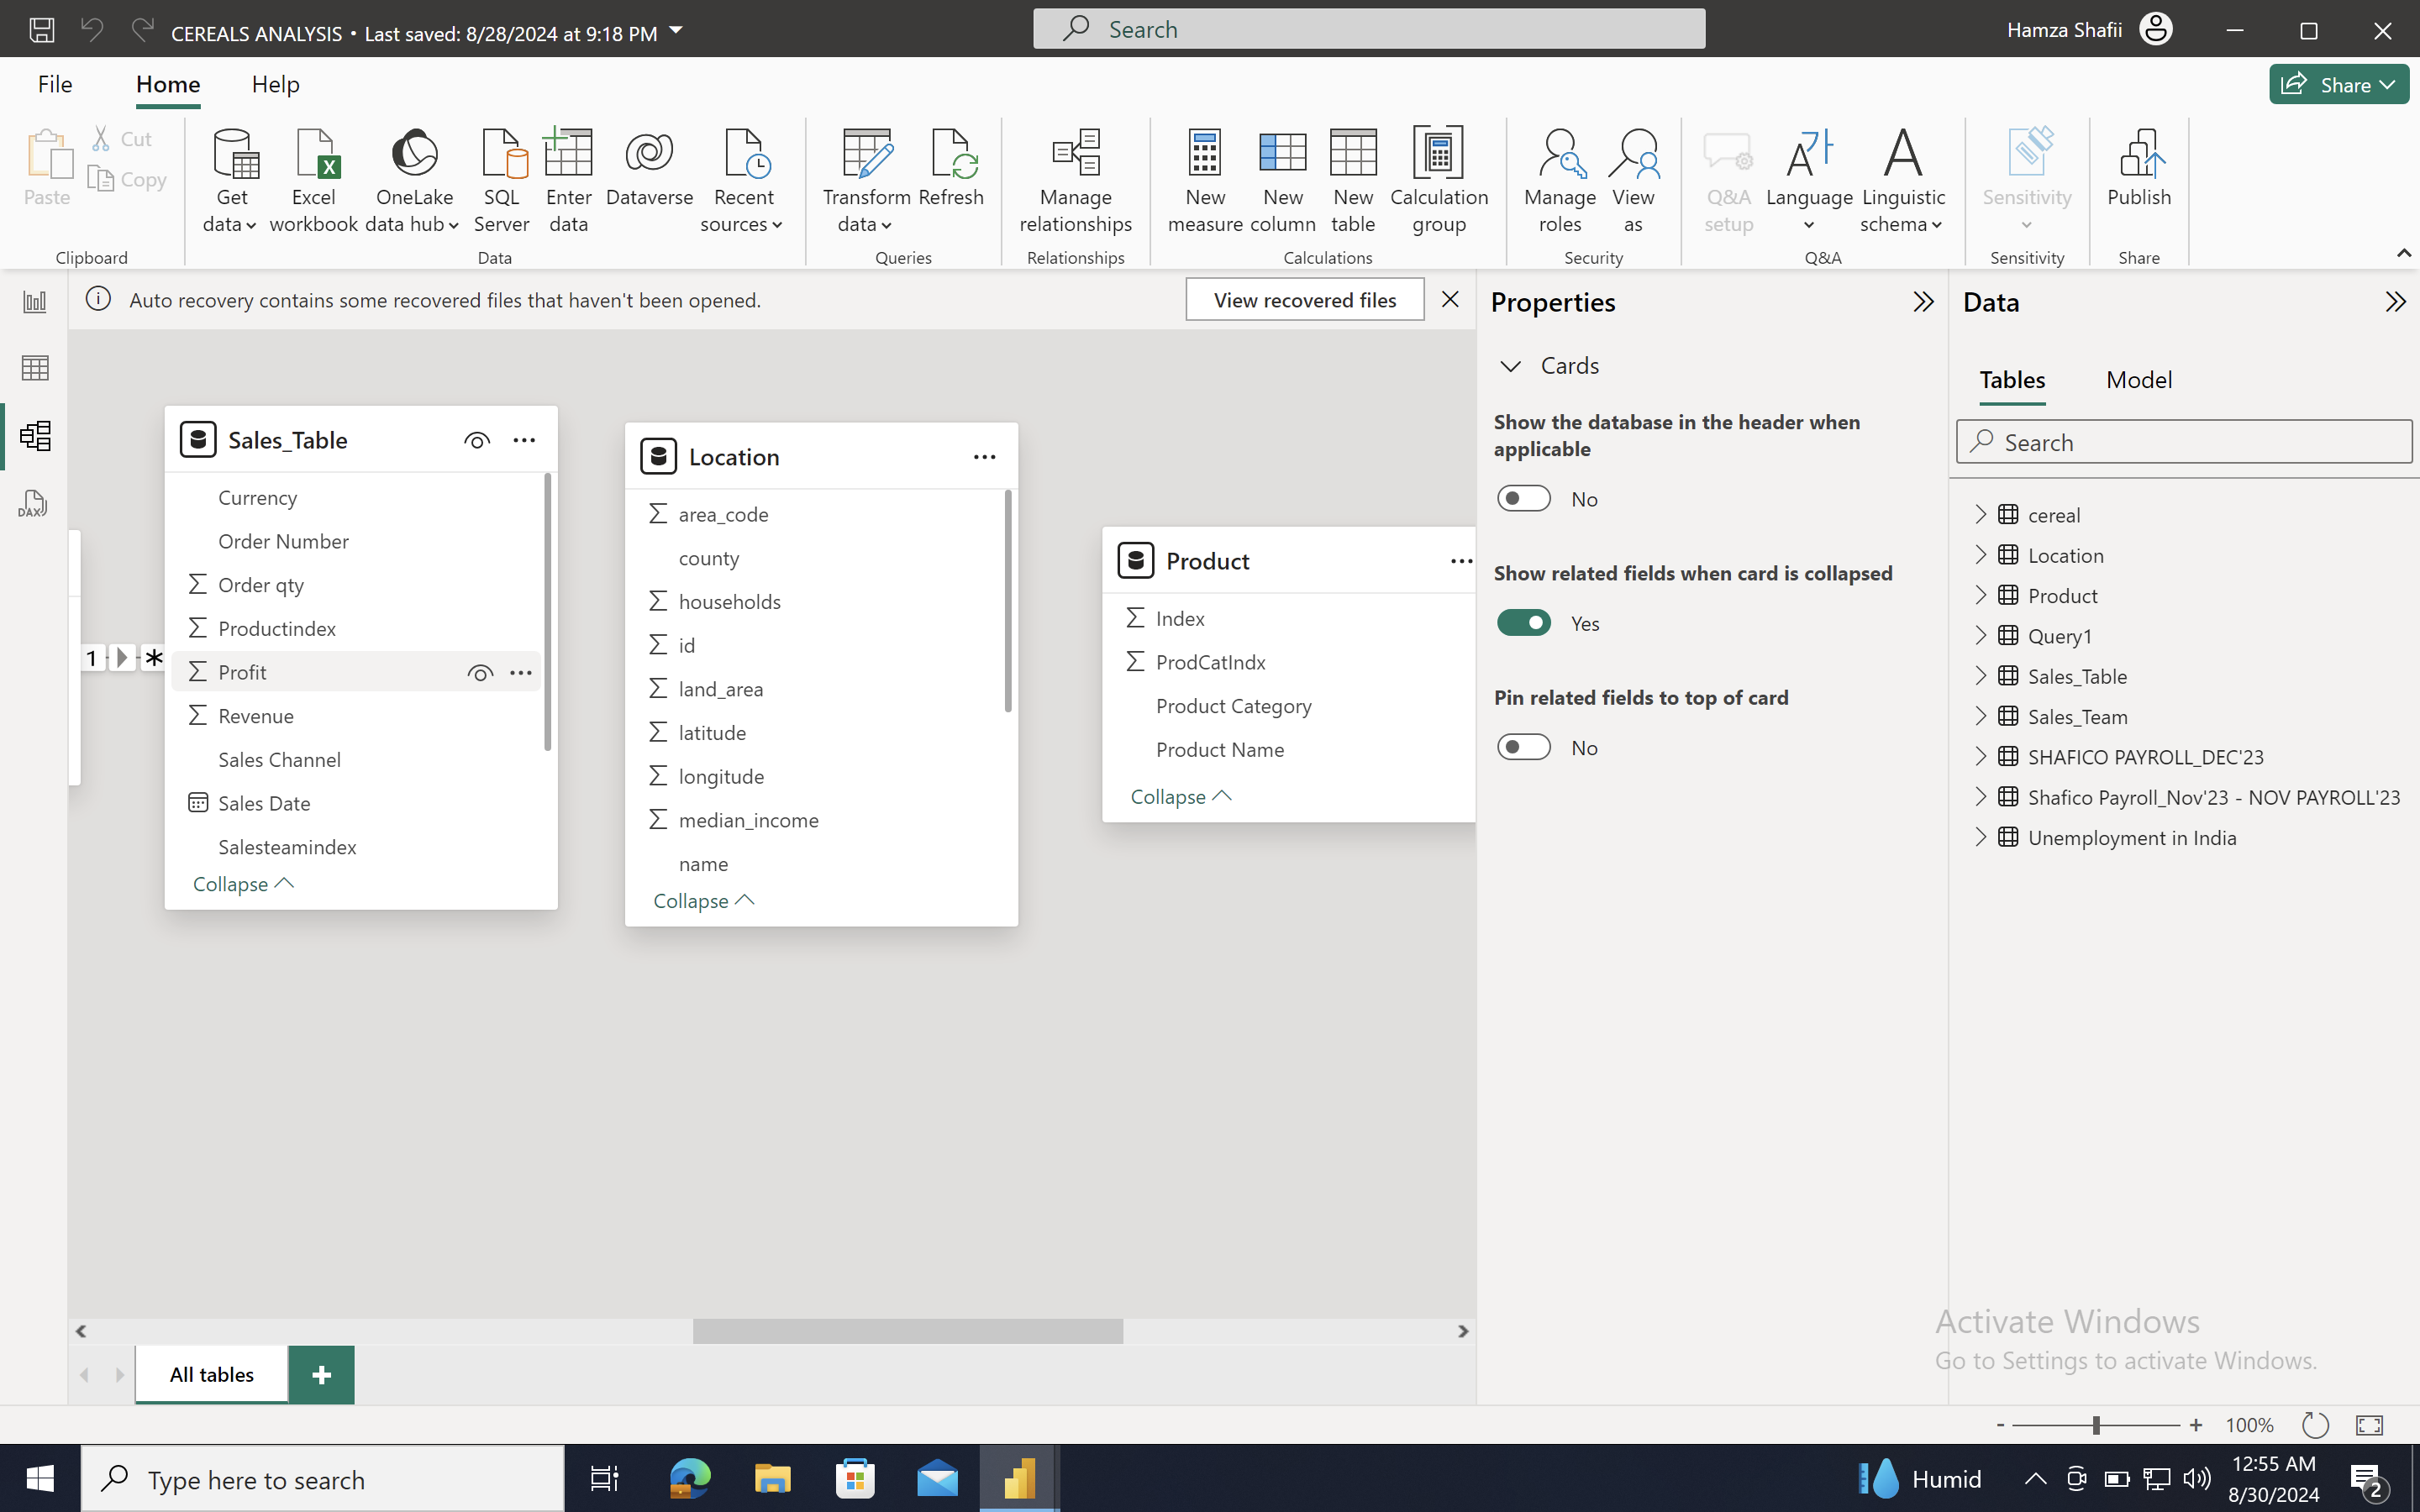 CEREALS ANALYSIS • Last saved: 8/28/2024 at 9:18 PM
Search
Hamza Shafii
File
Home
Help
Share
Paste
Cut
Copy
Clipboard
Get data
Excel workbook
OneLake data hub
SQL Server
Enter data
Dataverse
Recent sources
Data
Transform data
Refresh
Queries
Manage relationships
Relationships
New measure
New column
New table
Calculation group
Calculations
Manage roles
View as
Security
Q&A setup
Language
Linguistic schema
Q&A
Sensitivity
Sensitivity
Publish
Share
Auto recovery contains some recovered files that haven't been opened.
View recovered files
DAX
1
*
Sales_Table
Currency
Order Number
Σ Order qty
Σ Productindex
Σ Profit
Σ Revenue
Sales Channel
Sales Date
Salesteamindex
Collapse
Location
Σ area_code
county
Σ households
Σ id
Σ land_area
Σ latitude
Σ longitude
Σ median_income
name
Collapse
Product
Σ Index
Σ ProdCatIndx
Product Category
Product Name
Collapse
Properties
Cards
Show the database in the header when
applicable
No
Show related fields when card is collapsed
Yes
Pin related fields to top of card
No
Data
Tables
Model
Search
cereal
Location
Product
Query1
Sales_Table
Sales_Team
SHAFICO PAYROLL_DEC'23
Shafico Payroll_Nov'23 - NOV PAYROLL'23
Unemployment in India
Activate Windows
Go to Settings to activate Windows.
All tables
+
- + 100%
Type here to search
Humid
12:55 AM
8/30/2024
2